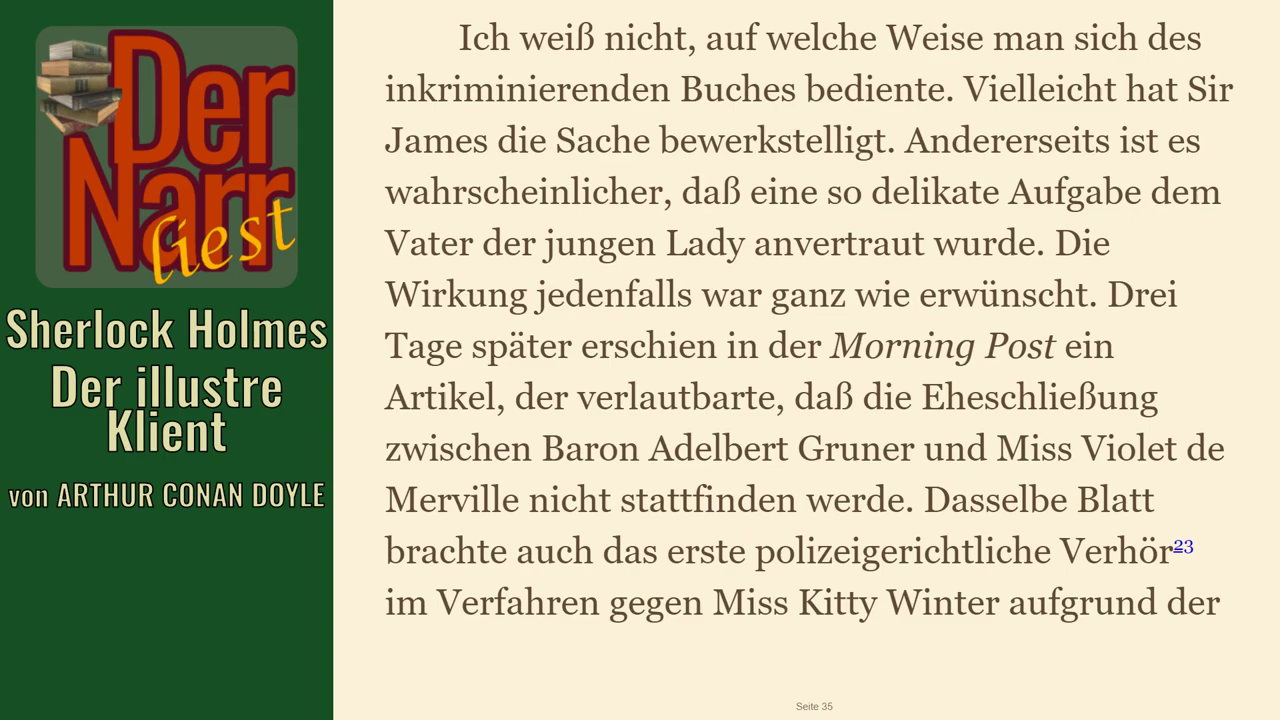 Der
Narr
liest
Sherlock Holmes
Der illustre
Klient
von ARTHUR CONAN DOYLE
Ich weiß nicht, auf welche Weise man sich des
inkriminierenden Buches bediente. Vielleicht hat Sir
James die Sache bewerkstelligt. Andererseits ist es
wahrscheinlicher, daß eine so delikate Aufgabe dem
Vater der jungen Lady anvertraut wurde. Die
Wirkung jedenfalls war ganz wie erwünscht. Drei
Tage später erschien in der Morning Post ein
Artikel, der verlautbarte, daß die Eheschließung
zwischen Baron Adelbert Gruner und Miss Violet de
Merville nicht stattfinden werde. Dasselbe Blatt
brachte auch das erste polizeigerichtliche Verhör23
im Verfahren gegen Miss Kitty Winter aufgrund der
Seite 35